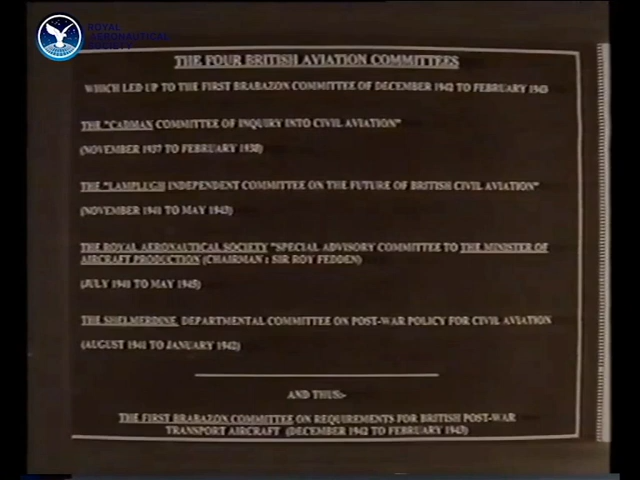 ROYAL
AERONAUTICAL
SOCIETY
THE FOUR BRITISH AVIATION COMMITTEES
WHICH LED UP TO THE FIRST BRABAZON COMMITTEE OF DECEMBER 1942 TO FEBRUARY 1943
THE "CADMAN COMMITTEE OF INQUIRY INTO CIVIL AVIATION"
(NOVEMBER 1937 TO FEBRUARY 1938)
THE "LAMPLUGH INDEPENDENT COMMITTEE ON THE FUTURE OF BRITISH CIVIL AVIATION"
(NOVEMBER 1941 TO MAY 1943)
THE ROYAL AERONAUTICAL SOCIETY "SPECIAL ADVISORY COMMITTEE TO THE MINISTER OF
AIRCRAFT PRODUCTION (CHAIRMAN : SIR ROY FEDDEN)
(JULY 1941 TO MAY 1945)
THE SHELMERDINE DEPARTMENTAL COMMITTEE ON POST-WAR POLICY FOR CIVIL AVIATION
(AUGUST 1941 TO JANUARY 1942)
AND THUS:-
THE FIRST BRABAZON COMMITTEE ON REQUIREMENTS FOR BRITISH POST-WAR
TRANSPORT AIRCRAFT (DECEMBER 1942 TO FEBRUARY 1943)